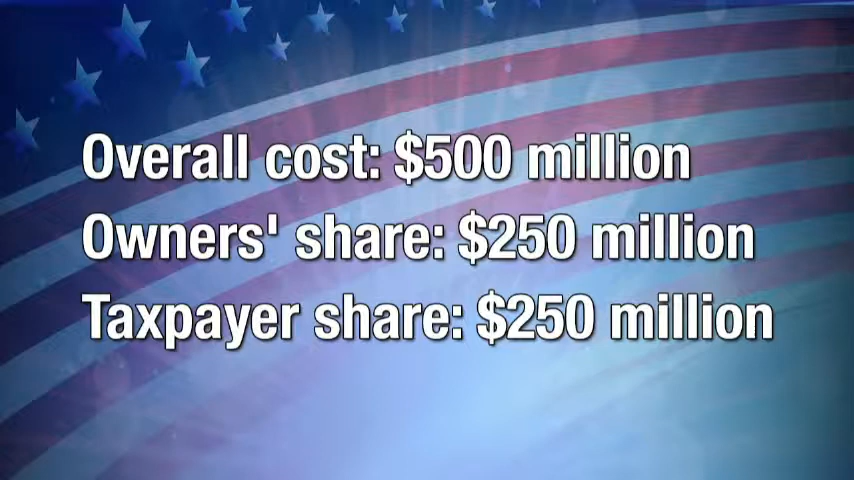 Overall cost: $500 million
Owners' share: $250 million
Taxpayer share: $250 million